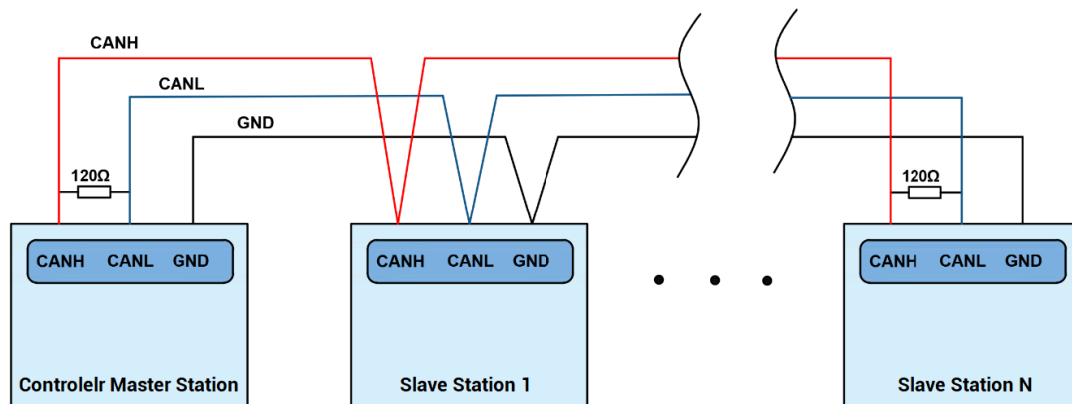 CANH
CANL
GND
120Ω
120Ω
CANH CANL GND
CANH CANL GND
CANH CANL GND
Controlelr Master Station
Slave Station 1
Slave Station N